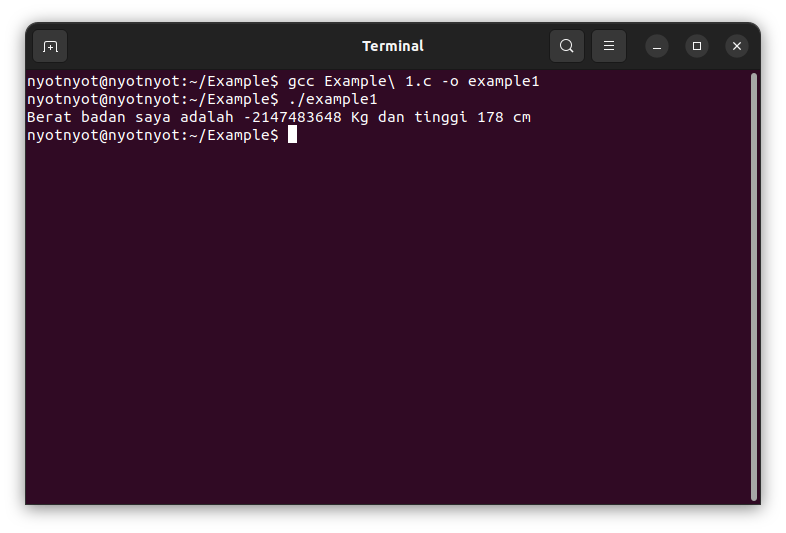 Terminal
nyotnyot@nyotnyot:~/Example$ gcc Example\ 1.c -o example1
nyotnyot@nyotnyot:~/Example$ ./example1
Berat badan saya adalah -2147483648 Kg dan tinggi 178 cm
nyotnyot@nyotnyot:~/Example$